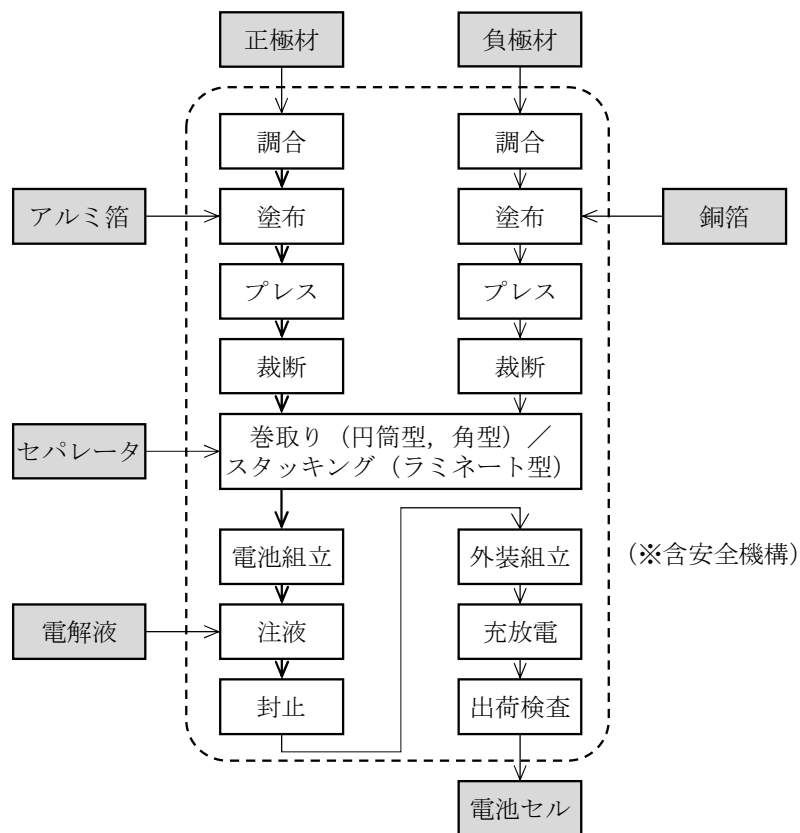 正極材
負極材
調合
調合
アルミ箔
塗布
塗布
銅箔
プレス
プレス
裁断
裁断
セパレータ
巻取り（円筒型，角型）／
スタッキング（ラミネート型）
電池組立
外装組立
（※含安全機構）
電解液
注液
充放電
封止
出荷検査
電池セル